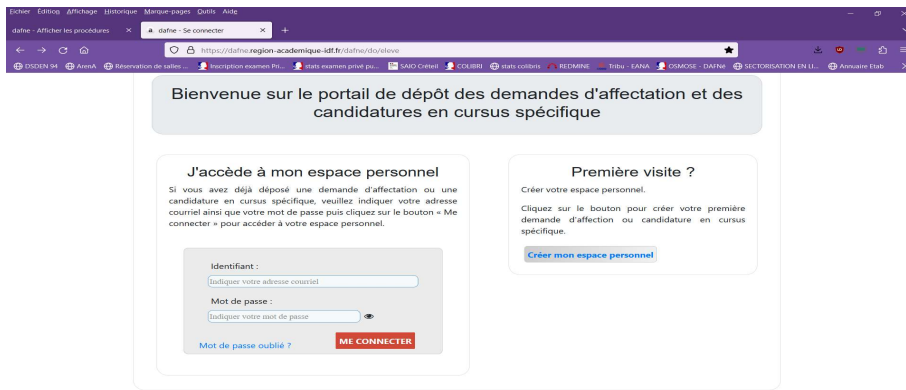 Fichier Édition Affichage Historique Marque-pages Outils Aide
dafne - Afficher les procédures × dafne - Se connecter × +
https://dafne.region-academique-idf.fr/dafne/do/eleve
DSDEN 94 ArenA Réservation de salles ... Inscription examen Pri... stats examen privé pu... SAIO Créteil COLIBRI stats colibris REDMINE Tribu - EANA OSMOSE - DAFNé SECTORISATION EN LI... Annuaire Etab
Bienvenue sur le portail de dépôt des demandes d'affectation et des
candidatures en cursus spécifique
J'accède à mon espace personnel
Si vous avez déjà déposé une demande d'affectation ou une
candidature en cursus spécifique, veuillez indiquer votre adresse
courriel ainsi que votre mot de passe puis cliquez sur le bouton « Me
connecter » pour accéder à votre espace personnel.
Identifiant :
Indiquer votre adresse courriel
Mot de passe :
Indiquer votre mot de passe
Mot de passe oublié ? ME CONNECTER
Première visite ?
Créer votre espace personnel.
Cliquez sur le bouton pour créer votre première
demande d'affection ou candidature en cursus
spécifique.
Créer mon espace personnel